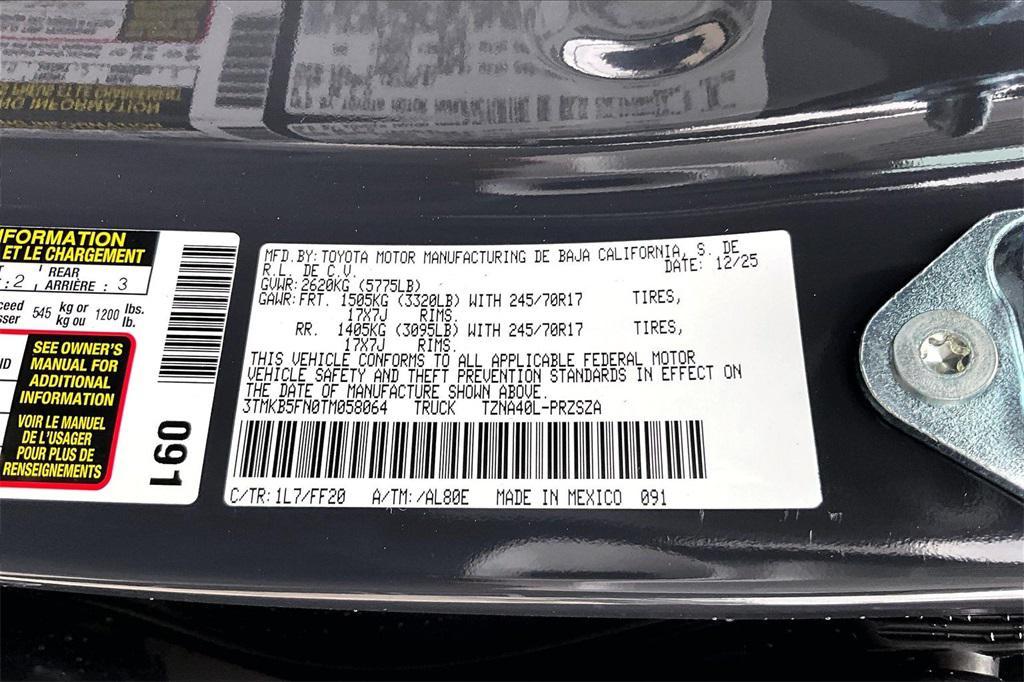 NFORMATION
ET LE CHARGEMENT
: 2 REAR ARRIÈRE : 3
545 kg or kg ou 1200 lbs. lb.
SEE OWNER'S
MANUAL FOR
ADDITIONAL
INFORMATION
VOIR LE MANUEL
DE L'USAGER
POUR PLUS DE
RENSEIGNEMENTS
091
MFD.BY:TOYOTA MOTOR MANUFACTURING DE BAJA CALIFORNIA, S. DE
R.L. DE C.V. DATE: 12/25
GVWR:2620KG (5775LB)
GAWR:FRT. 1505KG (3320LB) WITH 245/70R17 TIRES,
17X7J RIMS.
RR. 1405KG (3095LB) WITH 245/70R17 TIRES,
17X7J RIMS.
THIS VEHICLE CONFORMS TO ALL APPLICABLE FEDERAL MOTOR
VEHICLE SAFETY AND THEFT PREVENTION STANDARDS IN EFFECT ON
THE DATE OF MANUFACTURE SHOWN ABOVE.
3TMKB5FN0TM058064 TRUCK TZNA40L-PRZSZA
C/TR: 1L7/FF20 A/TM: /AL80E MADE IN MEXICO 091